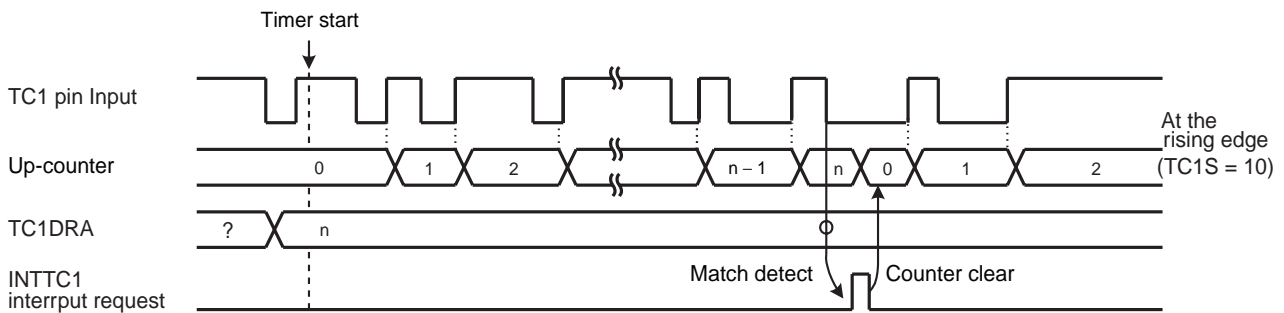 Timer start
TC1 pin Input
Up-counter
0
1
2
n – 1
n
0
1
2
At the
rising edge
(TC1S = 10)
TC1DRA
?
n
Match detect
Counter clear
INTTC1
interrput request